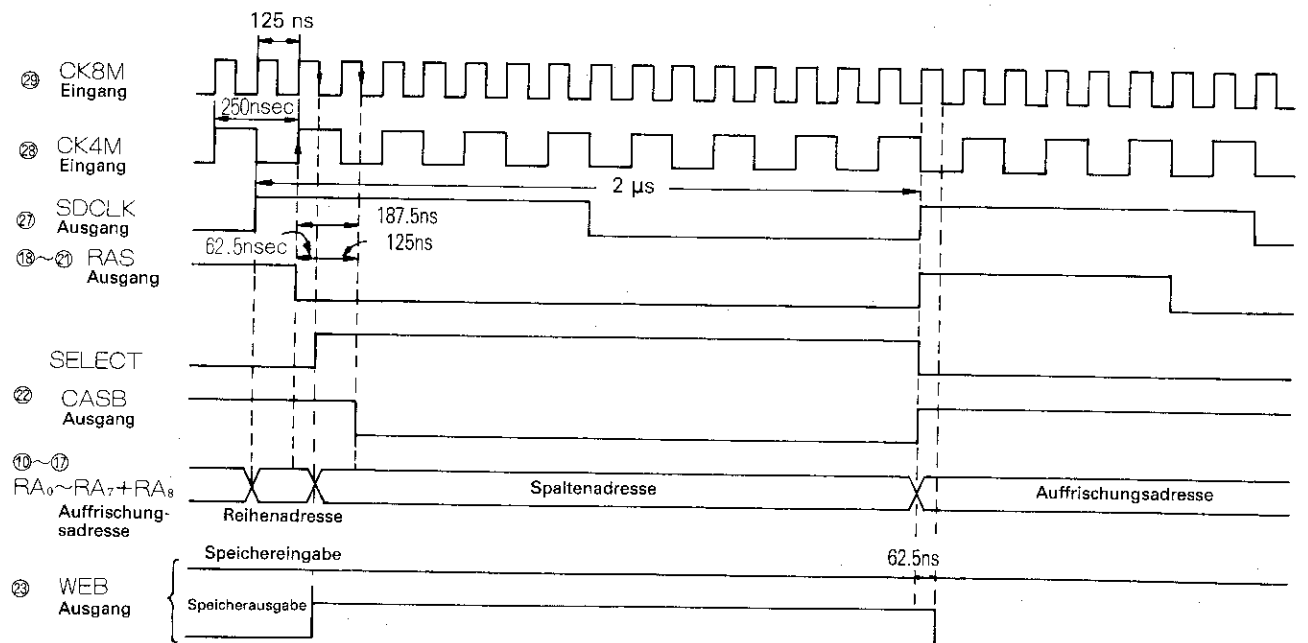 125 ns
㉙ CK8M
Eingang
250nsec
㉘ CK4M
Eingang
2 µs
㉗ SDCLK
Ausgang
187.5ns
62.5nsec
125ns
⑱~㉑ RAS
Ausgang
SELECT
㉒ CASB
Ausgang
⑩~⑰
RA₀~RA₇+RA₈
Auffrischungs-
adresse
Reihenadresse
Spaltenadresse
Auffrischungsadresse
Speichereingabe
62.5ns
㉓ WEB
Ausgang
Speicherausgabe